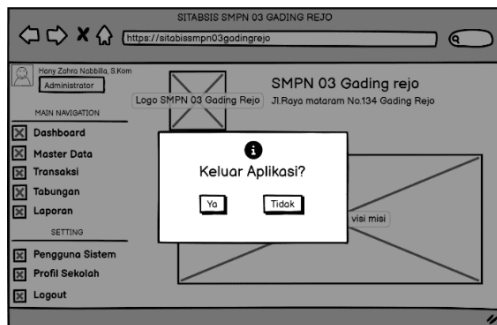 SITABSIS SMPN 03 GADING REJO
https://sitabissmpn03gadingrejo
Hany Zahra Nabbilla, S.Kom
Administrator
MAIN NAVIGATION
Dashboard
Master Data
Transaksi
Tabungan
Laporan
SETTING
Pengguna Sistem
Profil Sekolah
Logout
Logo SMPN 03 Gading Rejo
SMPN 03 Gading rejo
Jl.Raya mataram No.134 Gading Rejo
Keluar Aplikasi?
Ya
Tidak
visi misi